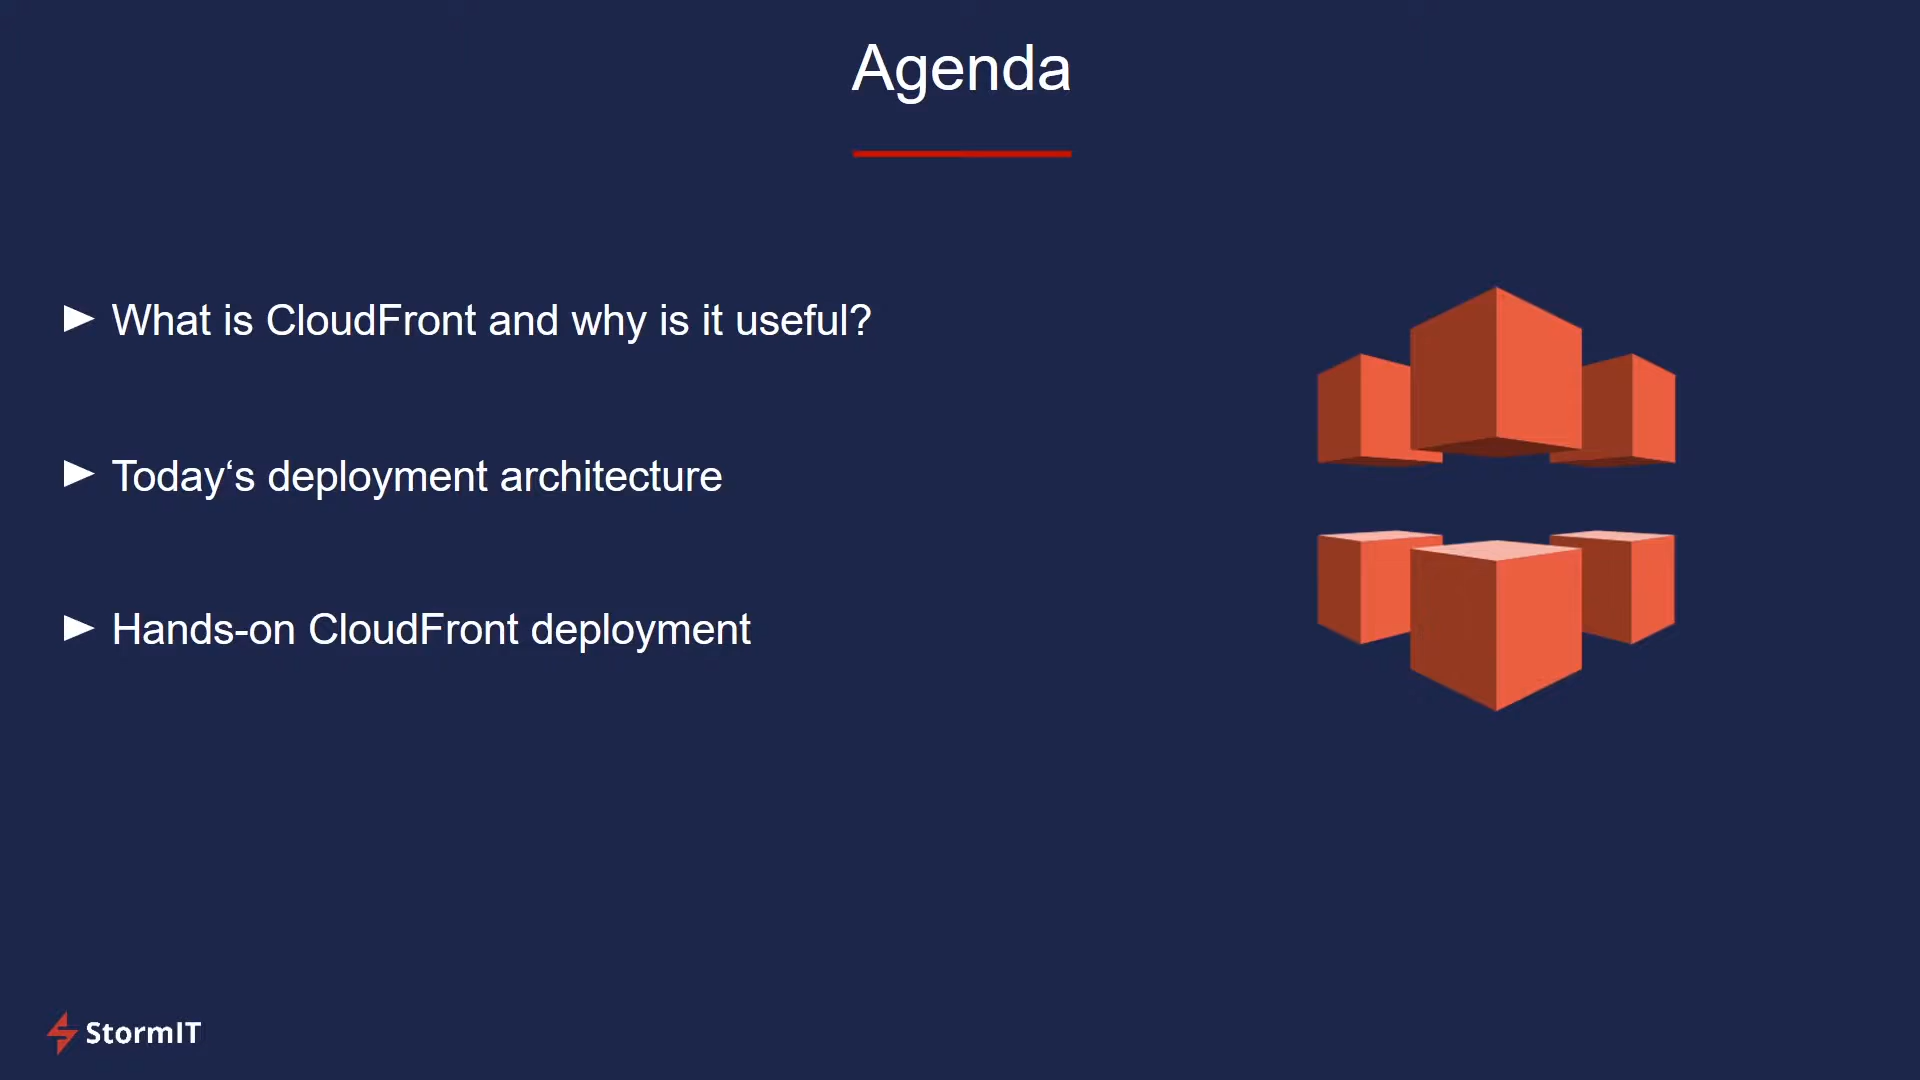 Agenda
What is CloudFront and why is it useful?
Today‘s deployment architecture
Hands-on CloudFront deployment
StormIT